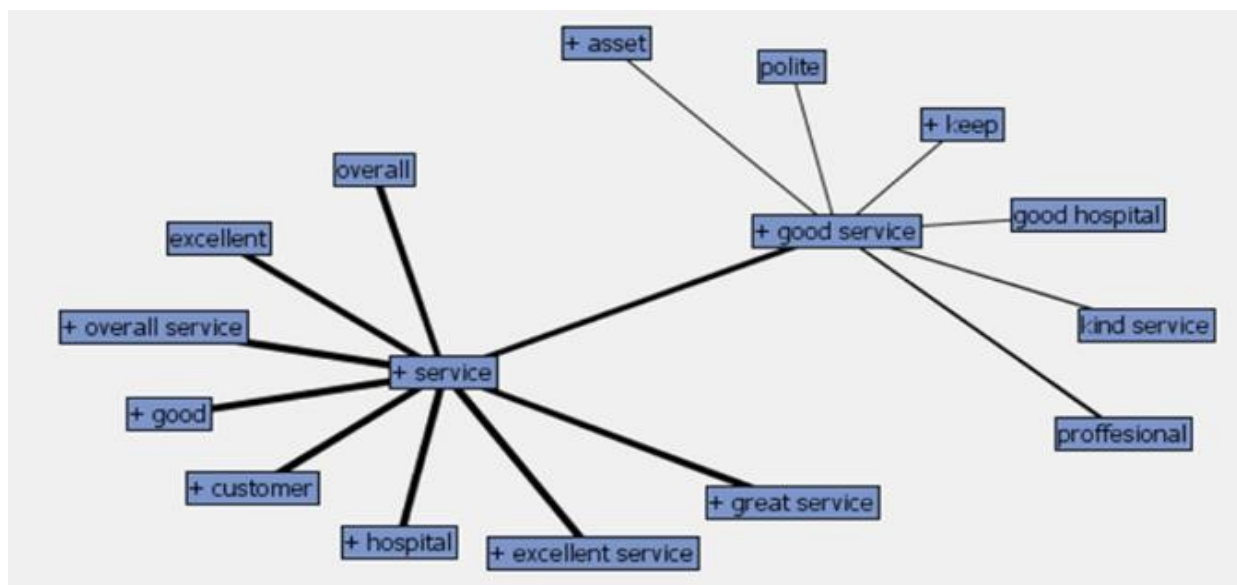 + asset
polite
+ keep
overall
good hospital
excellent
+ good service
+ overall service
kind service
+ service
+ good
proffesional
+ customer
+ great service
+ hospital
+ excellent service